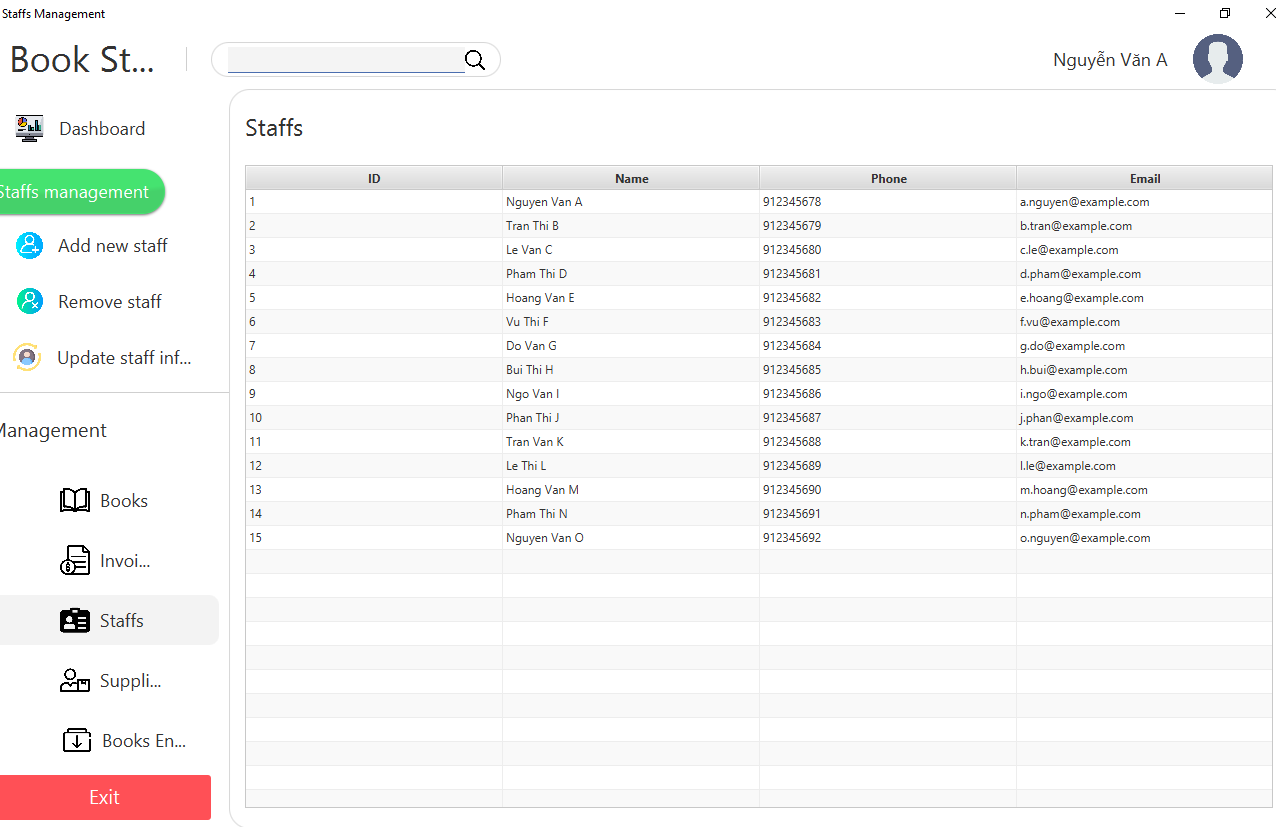 Staffs Management
Book St...
Nguyễn Văn A
Dashboard
Staffs management
Add new staff
Remove staff
Update staff inf...
Management
Books
Invoi...
Staffs
Suppli...
Books En...
Exit
Staffs
ID Name Phone Email
1 Nguyen Van A 912345678 a.nguyen@example.com
2 Tran Thi B 912345679 b.tran@example.com
3 Le Van C 912345680 c.le@example.com
4 Pham Thi D 912345681 d.pham@example.com
5 Hoang Van E 912345682 e.hoang@example.com
6 Vu Thi F 912345683 f.vu@example.com
7 Do Van G 912345684 g.do@example.com
8 Bui Thi H 912345685 h.bui@example.com
9 Ngo Van I 912345686 i.ngo@example.com
10 Phan Thi J 912345687 j.phan@example.com
11 Tran Van K 912345688 k.tran@example.com
12 Le Thi L 912345689 l.le@example.com
13 Hoang Van M 912345690 m.hoang@example.com
14 Pham Thi N 912345691 n.pham@example.com
15 Nguyen Van O 912345692 o.nguyen@example.com